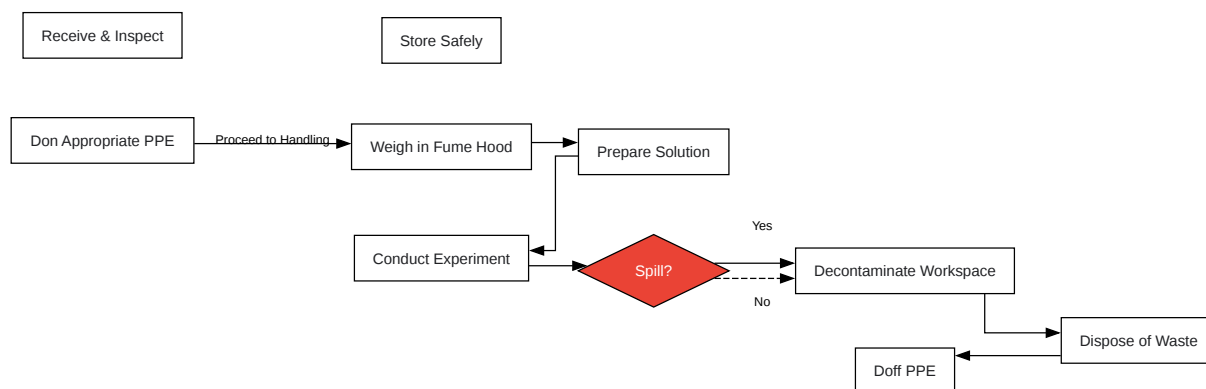 Receive & Inspect
Store Safely
Don Appropriate PPE
Proceed to Handling
Weigh in Fume Hood
Prepare Solution
Conduct Experiment
Spill?
Yes
No
Decontaminate Workspace
Dispose of Waste
Doff PPE